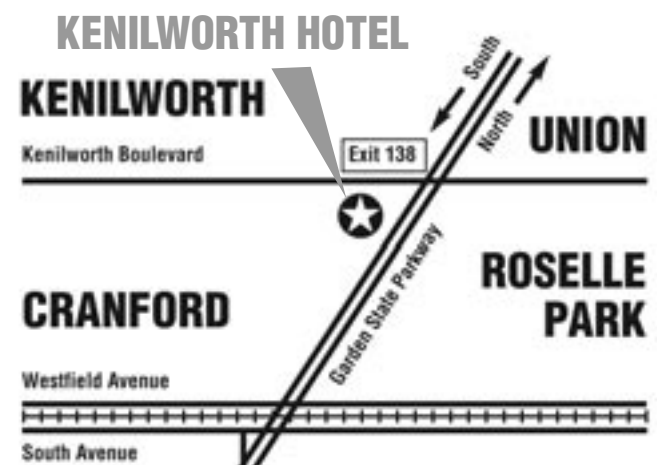 KENILWORTH HOTEL
South
KENILWORTH
North
UNION
Kenilworth Boulevard
Exit 138
Garden State Parkway
ROSELLE
PARK
CRANFORD
Westfield Avenue
South Avenue